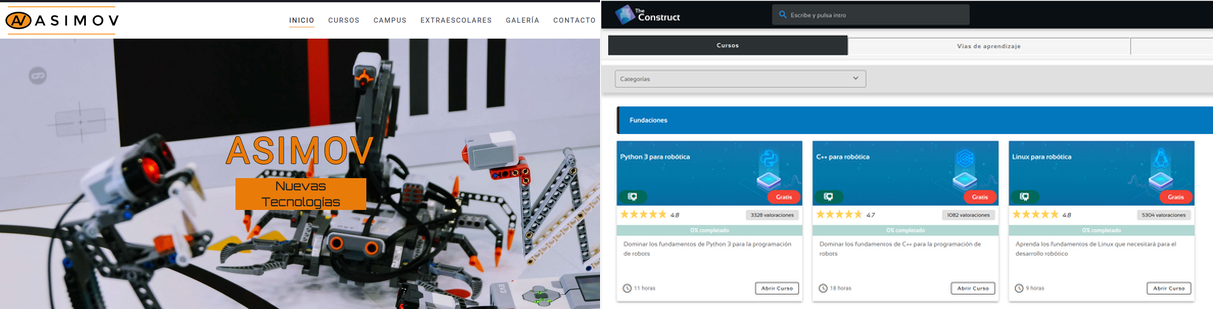 ASIMOV
INICIO CURSOS CAMPUS EXTRAESCOLARES GALERÍA CONTACTO
ASIMOV
Nuevas
Tecnologías
The
Construct
Escribe y pulsa intro
Cursos
Vías de aprendizaje
Categorías
Fundaciones
Python 3 para robótica
Gratis
4.8
3328 valoraciones
0% completado
Dominar los fundamentos de Python 3 para la programación
de robots
11 horas
Abrir Curso
C++ para robótica
Gratis
4.7
1082 valoraciones
0% completado
Dominar los fundamentos de C++ para la programación de
robots
18 horas
Abrir Curso
Linux para robótica
Gratis
4.8
5304 valoraciones
0% completado
Aprenda los fundamentos de Linux que necesitará para el
desarrollo robótico
9 horas
Abrir Curso